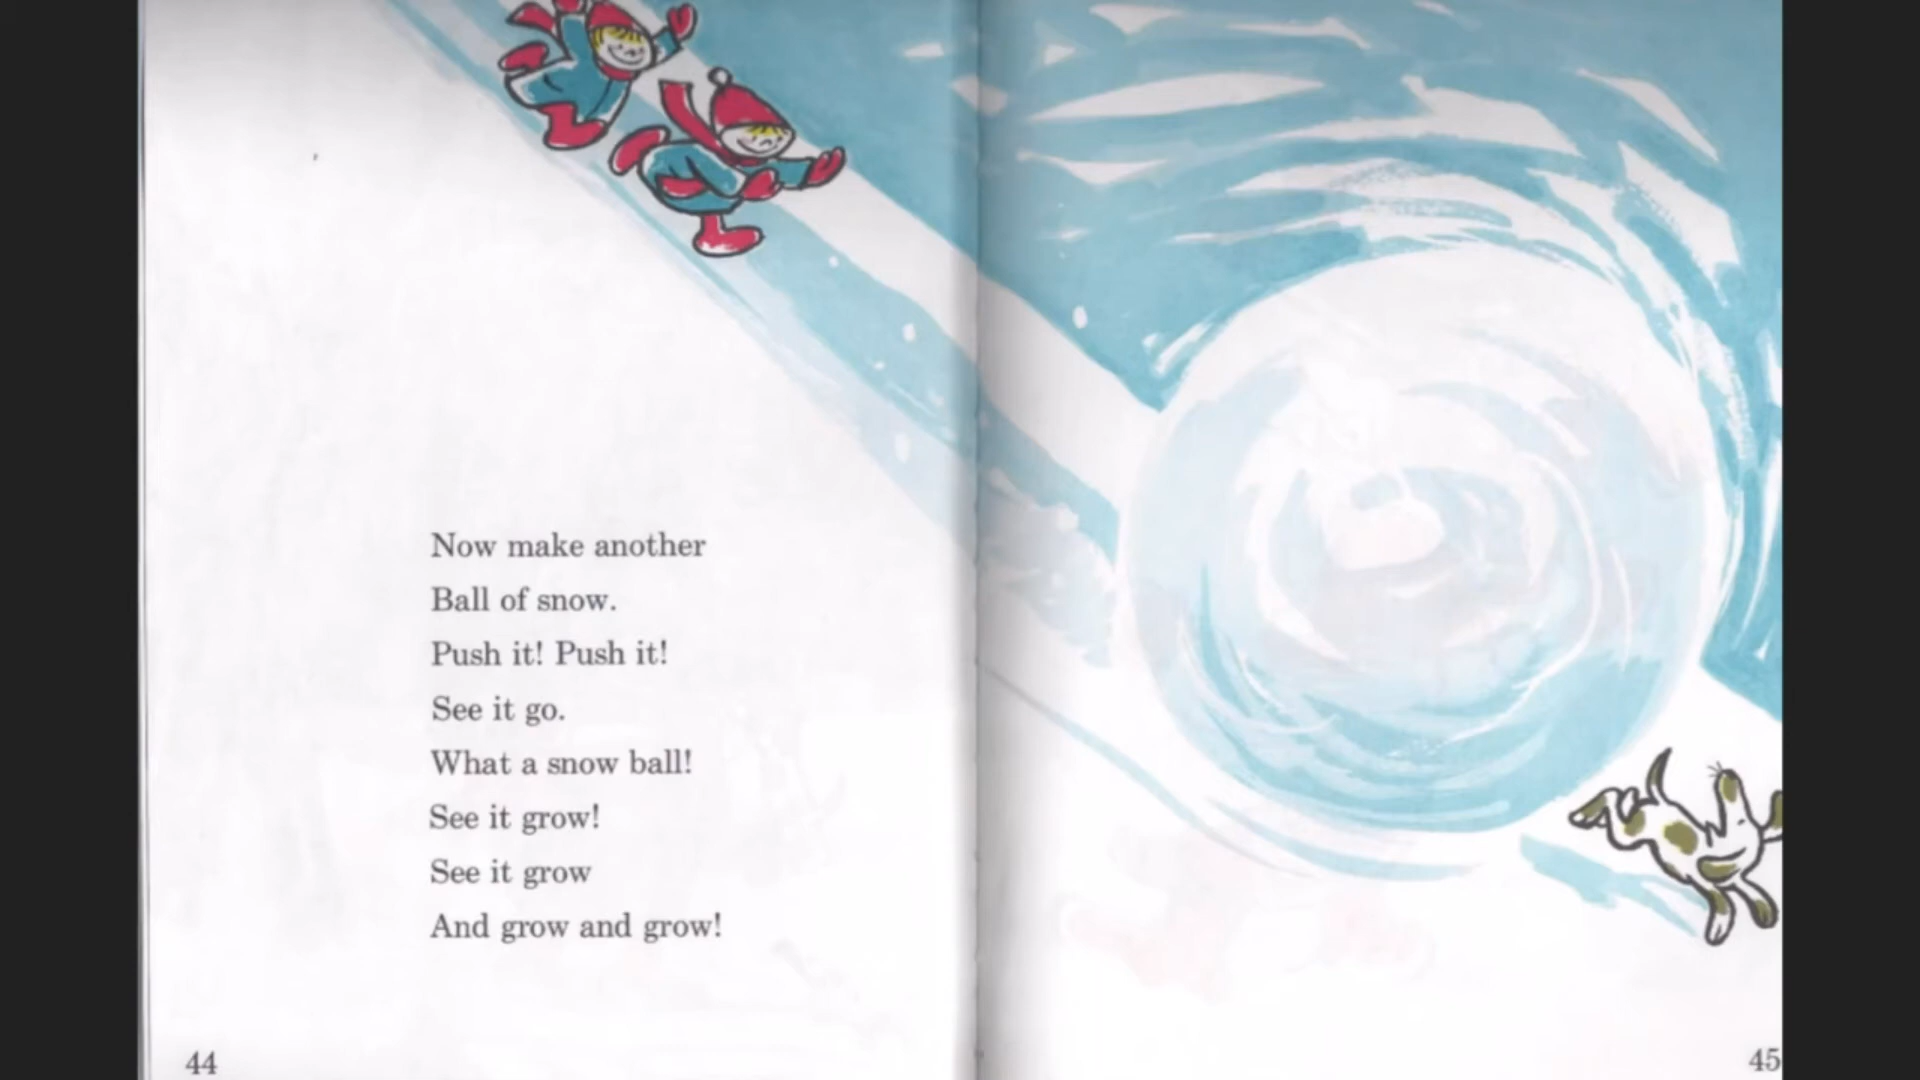 Now make another
Ball of snow.
Push it! Push it!
See it go.
What a snow ball!
See it grow!
See it grow
And grow and grow!
44
45